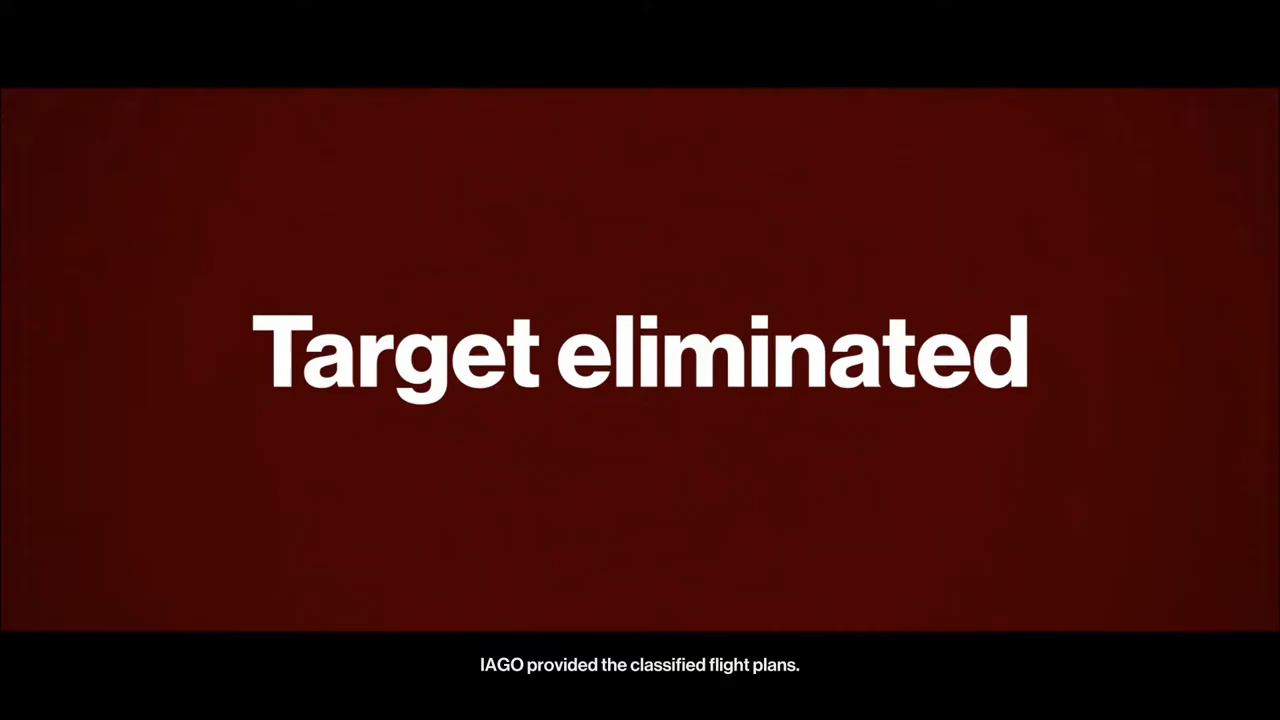 Target eliminated
IAGO provided the classified flight plans.